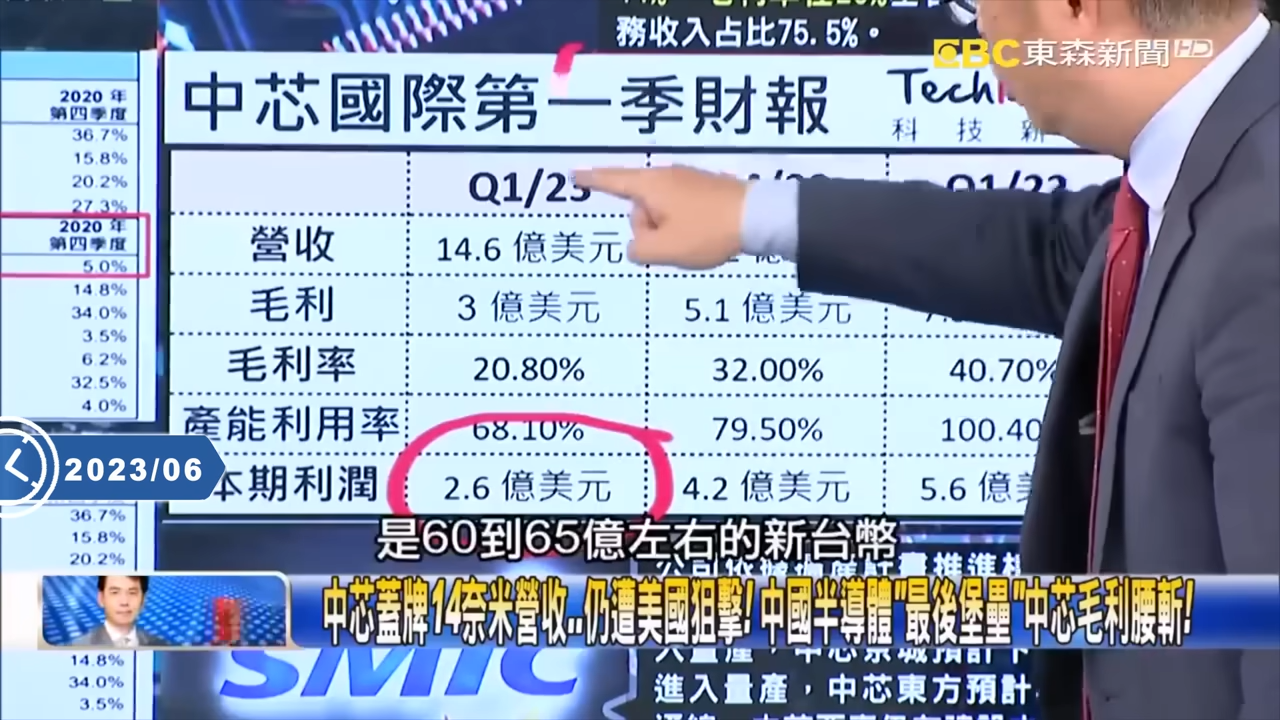 務收入占比75.5%。
EBC 東森新聞 HD
2020 年
第四季度
36.7%
15.8%
20.2%
27.3%
2020 年
第四季度
5.0%
14.8%
34.0%
3.5%
6.2%
32.5%
4.0%
中芯國際第一季財報
科技新
Q1/23 Q1/22
營收 14.6 億美元
毛利 3 億美元 5.1 億美元
毛利率 20.80% 32.00% 40.70%
產能利用率 68.10% 79.50% 100.40
本期利潤 2.6 億美元 4.2 億美元 5.6 億
2023/06
36.7%
15.8%
20.2%
是60到65億左右的新台幣
中芯蓋牌14奈米營收..仍遭美國狙擊!中國半導體"最後堡壘"中芯毛利腰斬!
14.8%
34.0%
3.5%
SMIC
進入量產,中芯東方預計